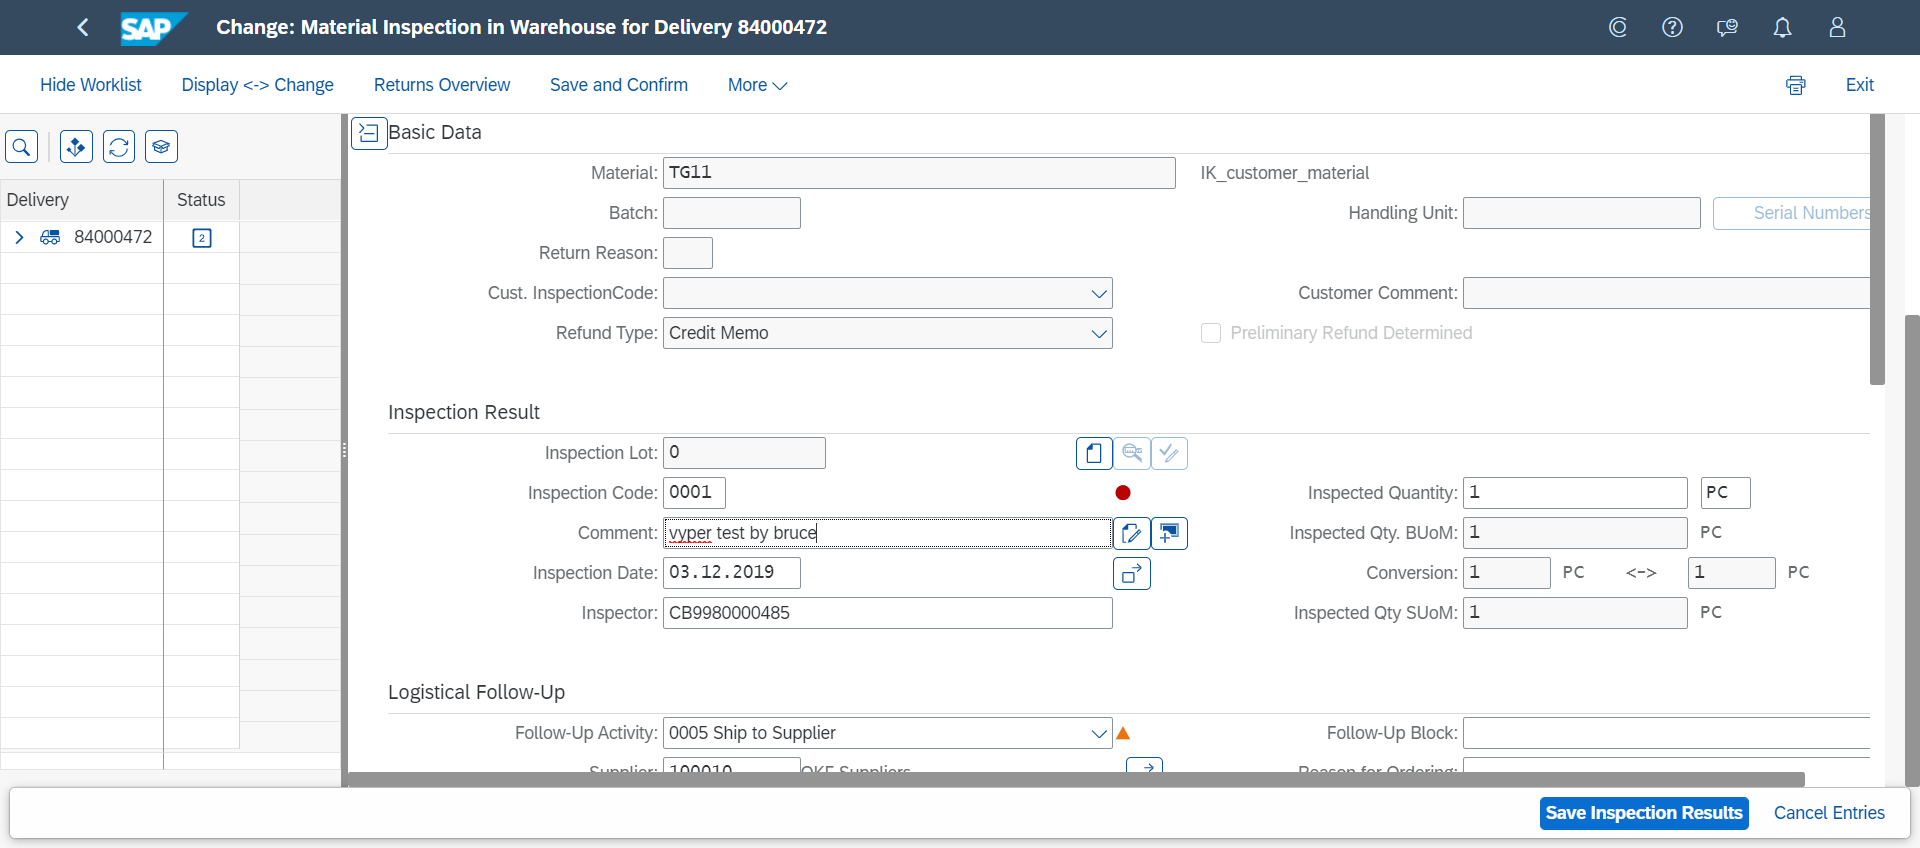 SAP Change: Material Inspection in Warehouse for Delivery 84000472
Hide Worklist Display <-> Change Returns Overview Save and Confirm More Exit
Basic Data
Material: TG11 IK_customer_material
Delivery Status
Batch: Handling Unit: Serial Numbers
84000472 2
Return Reason:
Cust. InspectionCode: Customer Comment:
Refund Type: Credit Memo Preliminary Refund Determined
Inspection Result
Inspection Lot: 0
Inspection Code: 0001 Inspected Quantity: 1 PC
Comment: vyper test by bruce Inspected Qty. BUoM: 1 PC
Inspection Date: 03.12.2019 Conversion: 1 PC <-> 1 PC
Inspector: CB9980000485 Inspected Qty SUoM: 1 PC
Logistical Follow-Up
Follow-Up Activity: 0005 Ship to Supplier Follow-Up Block:
Supplier: 100010 OKE Suppliers Reason for Ordering:
Save Inspection Results Cancel Entries